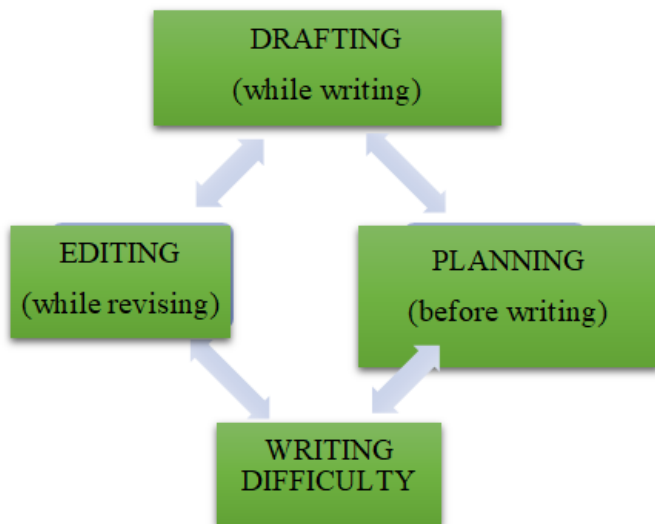 DRAFTING
(while writing)
EDITING
(while revising)
PLANNING
(before writing)
WRITING
DIFFICULTY